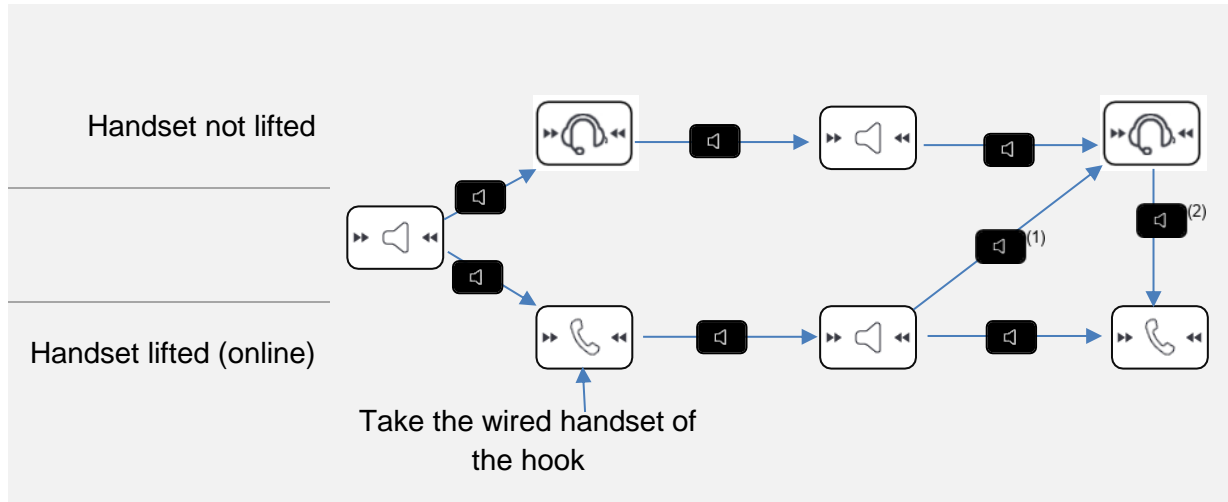 Handset not lifted
(2)
(1)
Handset lifted (online)
Take the wired handset of
the hook